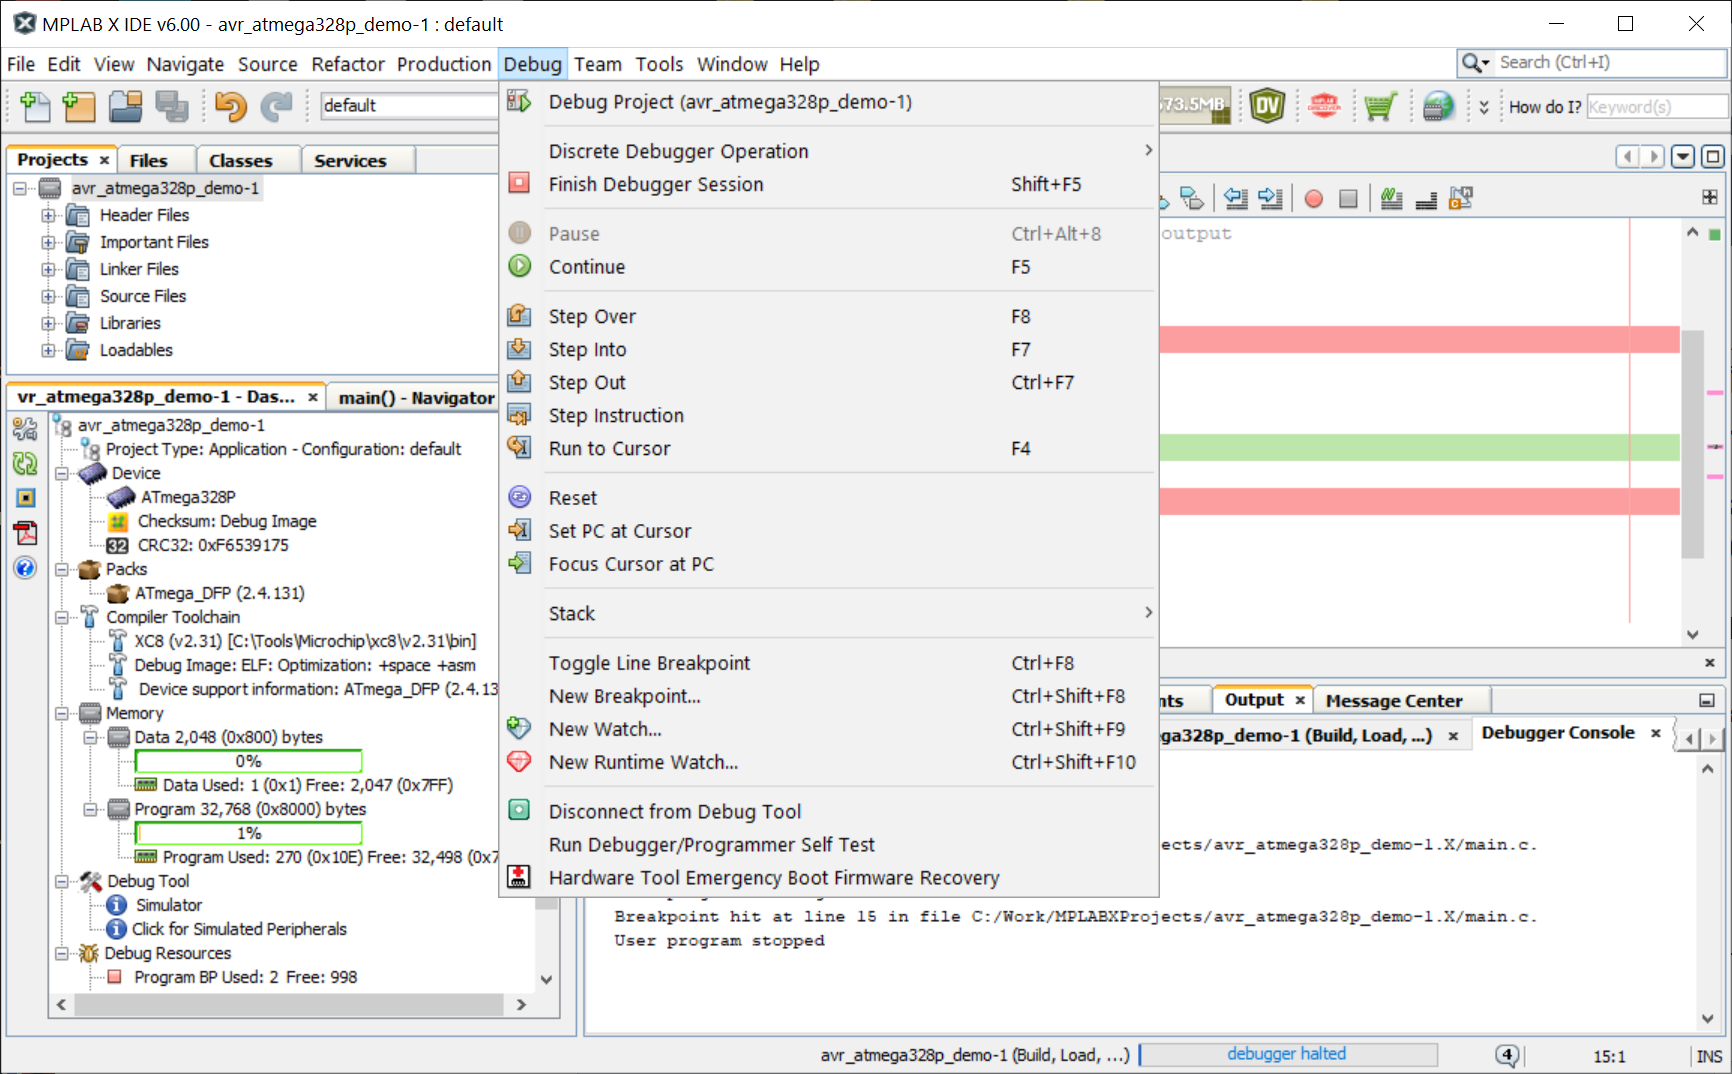 MPLAB X IDE v6.00 - avr_atmega328p_demo-1 : default
File Edit View Navigate Source Refactor Production Debug Team Tools Window Help
Search (Ctrl+I)
default
73.5MB
DV
How do I? Keyword(s)
Projects Files Classes Services
avr_atmega328p_demo-1
Header Files
Important Files
Linker Files
Source Files
Libraries
Loadables
vr_atmega328p_demo-1 - Das... main() - Navigator
avr_atmega328p_demo-1
Project Type: Application - Configuration: default
Device
ATmega328P
Checksum: Debug Image
32 CRC32: 0xF6539175
Packs
ATmega_DFP (2.4.131)
Compiler Toolchain
XC8 (v2.31) [C:\Tools\Microchip\xc8\v2.31\bin]
Debug Image: ELF: Optimization: +space +asm
Device support information: ATmega_DFP (2.4.13
Memory
Data 2,048 (0x800) bytes
0%
Data Used: 1 (0x1) Free: 2,047 (0x7FF)
Program 32,768 (0x8000) bytes
1%
Program Used: 270 (0x10E) Free: 32,498 (0x7
Debug Tool
Simulator
Click for Simulated Peripherals
Debug Resources
Program BP Used: 2 Free: 998
Debug Project (avr_atmega328p_demo-1)
Discrete Debugger Operation
Finish Debugger Session Shift+F5
Pause Ctrl+Alt+8
Continue F5
Step Over F8
Step Into F7
Step Out Ctrl+F7
Step Instruction
Run to Cursor F4
Reset
Set PC at Cursor
Focus Cursor at PC
Stack
Toggle Line Breakpoint Ctrl+F8
New Breakpoint... Ctrl+Shift+F8
New Watch... Ctrl+Shift+F9
New Runtime Watch... Ctrl+Shift+F10
Disconnect from Debug Tool
Run Debugger/Programmer Self Test
Hardware Tool Emergency Boot Firmware Recovery
output
nts Output Message Center
ga328p_demo-1 (Build, Load, ...) Debugger Console
ects/avr_atmega328p_demo-1.X/main.c.
Breakpoint hit at line 15 in file C:/Work/MPLABXProjects/avr_atmega328p_demo-1.X/main.c.
User program stopped
avr_atmega328p_demo-1 (Build, Load, ...) debugger halted 4 15:1 INS